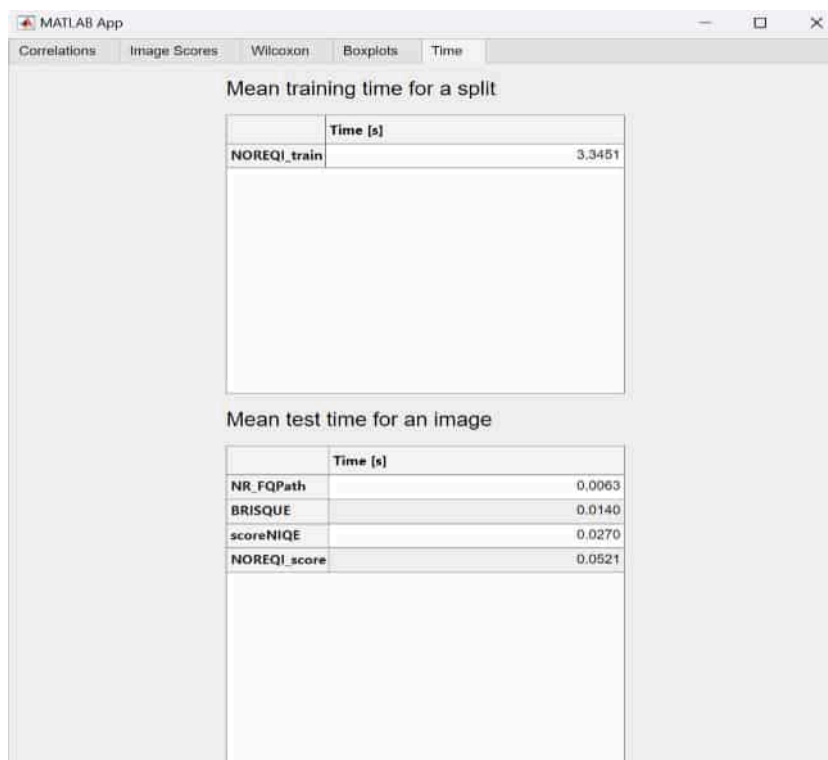 MATLAB App
Correlations Image Scores Wilcoxon Boxplots Time
Mean training time for a split
Time [s]
NOREQI_train 3.3451
Mean test time for an image
Time [s]
NR_FQPath 0.0063
BRISQUE 0.0140
scoreNIQE 0.0270
NOREQI_score 0.0521